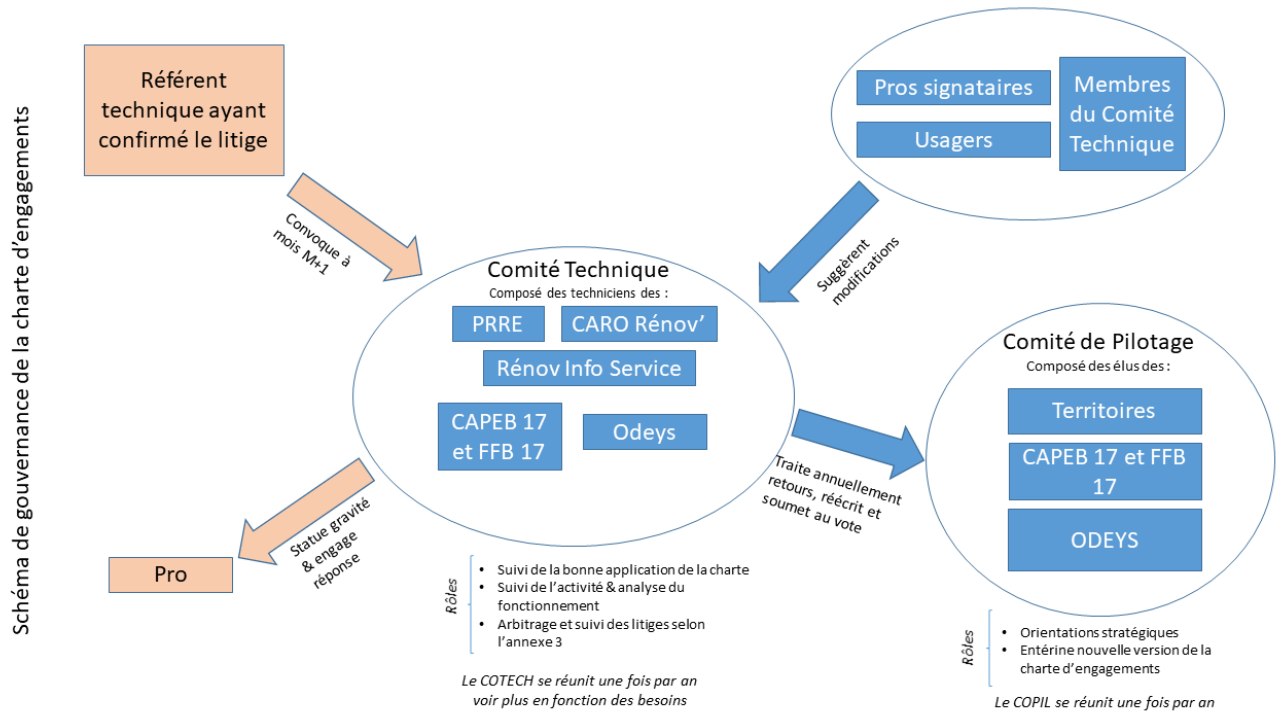 Schéma de gouvernance de la charte d'engagements
Référent
technique ayant
confirmé le litige
Convoque à
mois M+1
Pros signataires
Usagers
Membres
du Comité
Technique
Suggèrent
modifications
Comité Technique
Composé des techniciens des :
PRRE
CARO Rénov’
Rénov Info Service
CAPEB 17
et FFB 17
Odeys
Statue gravité
& engage
réponse
Pro
Traite annuellement
retours, réécrit et
soumet au vote
Comité de Pilotage
Composé des élus des :
Territoires
CAPEB 17 et FFB
17
ODEYS
Rôles
• Suivi de la bonne application de la charte
• Suivi de l’activité & analyse du
fonctionnement
• Arbitrage et suivi des litiges selon
l’annexe 3
Le COTECH se réunit une fois par an
voir plus en fonction des besoins
Rôles
• Orientations stratégiques
• Entérine nouvelle version de la
charte d’engagements
Le COPIL se réunit une fois par an